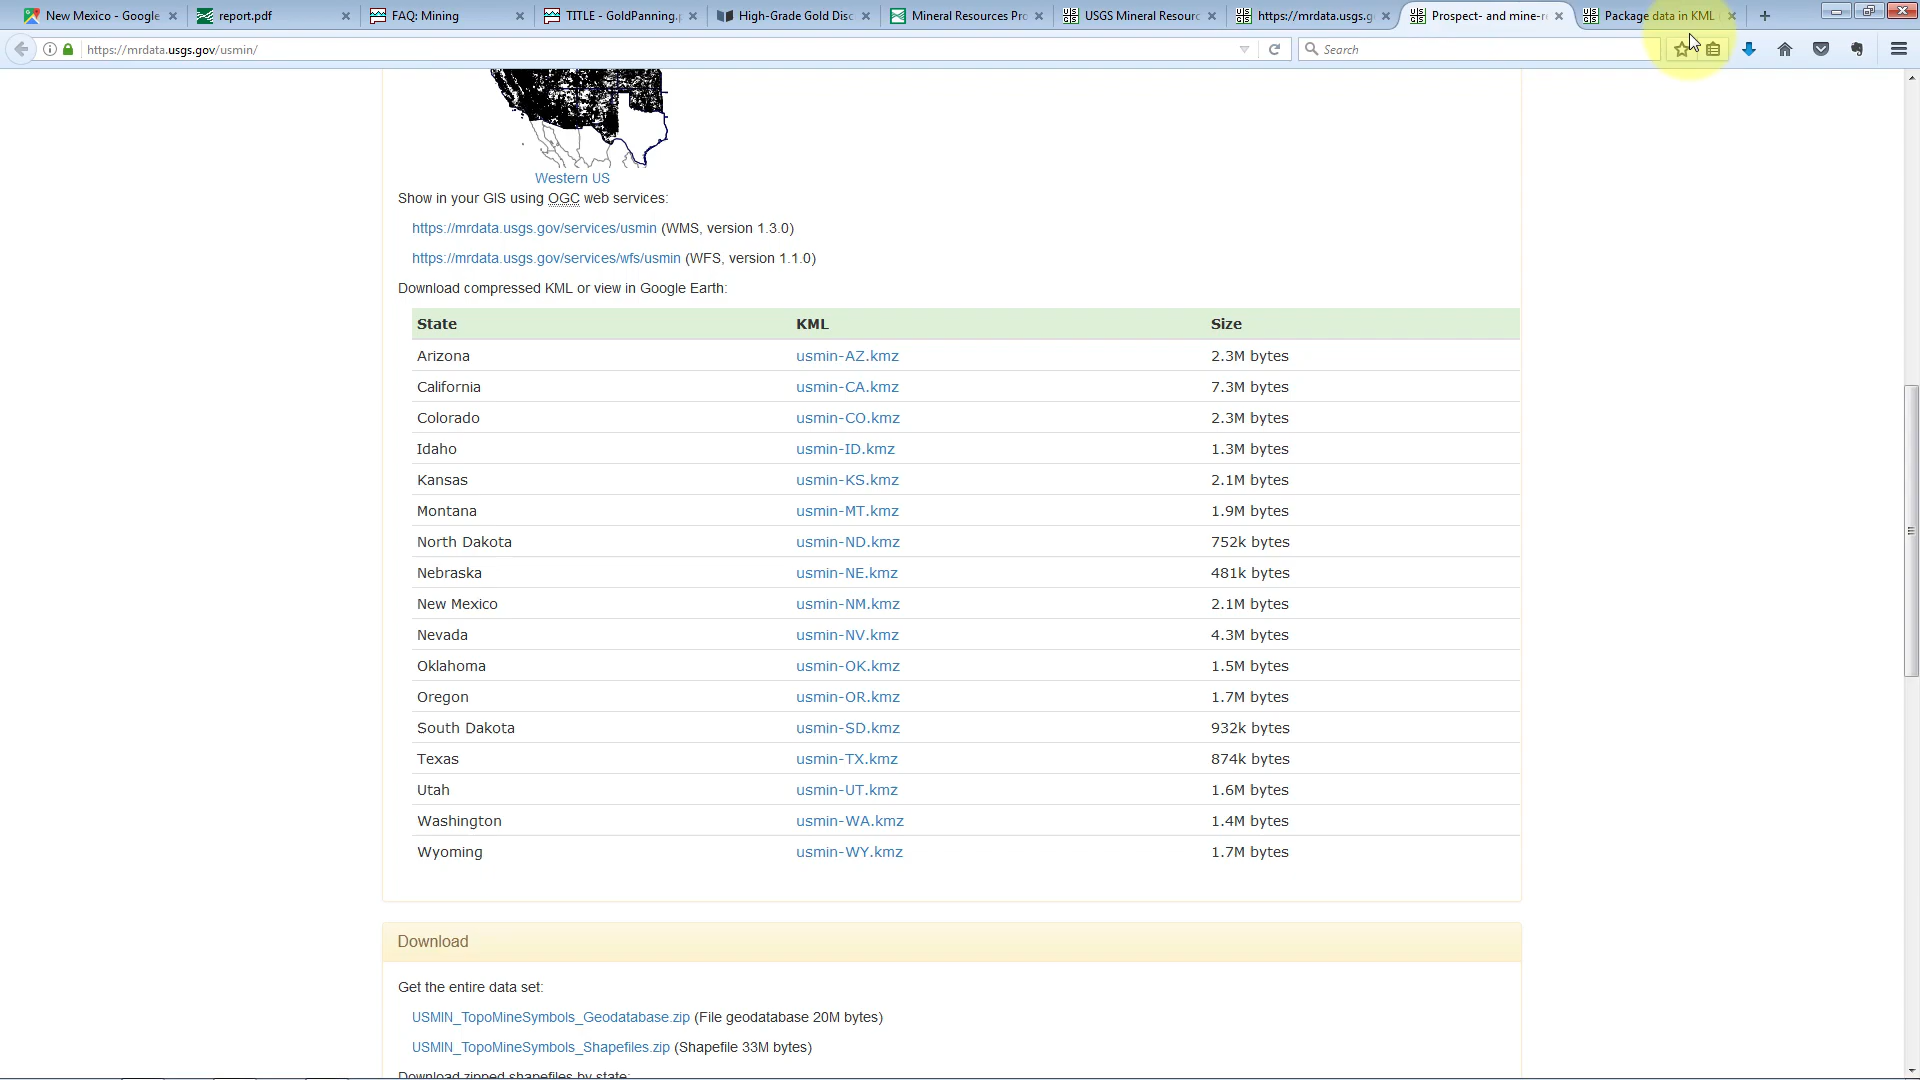 New Mexico - Google
report.pdf
FAQ: Mining
TITLE - GoldPanning.
High-Grade Gold Disc
Mineral Resources Pro
USGS Mineral Resourc
https://mrdata.usgs.g
Prospect- and mine-r
Package data in KML
https://mrdata.usgs.gov/usmin/
Search
Western US
Show in your GIS using OGC web services:
https://mrdata.usgs.gov/services/usmin (WMS, version 1.3.0)
https://mrdata.usgs.gov/services/wfs/usmin (WFS, version 1.1.0)
Download compressed KML or view in Google Earth:
State KML Size
Arizona usmin-AZ.kmz 2.3M bytes
California usmin-CA.kmz 7.3M bytes
Colorado usmin-CO.kmz 2.3M bytes
Idaho usmin-ID.kmz 1.3M bytes
Kansas usmin-KS.kmz 2.1M bytes
Montana usmin-MT.kmz 1.9M bytes
North Dakota usmin-ND.kmz 752k bytes
Nebraska usmin-NE.kmz 481k bytes
New Mexico usmin-NM.kmz 2.1M bytes
Nevada usmin-NV.kmz 4.3M bytes
Oklahoma usmin-OK.kmz 1.5M bytes
Oregon usmin-OR.kmz 1.7M bytes
South Dakota usmin-SD.kmz 932k bytes
Texas usmin-TX.kmz 874k bytes
Utah usmin-UT.kmz 1.6M bytes
Washington usmin-WA.kmz 1.4M bytes
Wyoming usmin-WY.kmz 1.7M bytes
Download
Get the entire data set:
USMIN_TopoMineSymbols_Geodatabase.zip (File geodatabase 20M bytes)
USMIN_TopoMineSymbols_Shapefiles.zip (Shapefile 33M bytes)
Download zipped shapefiles by state: